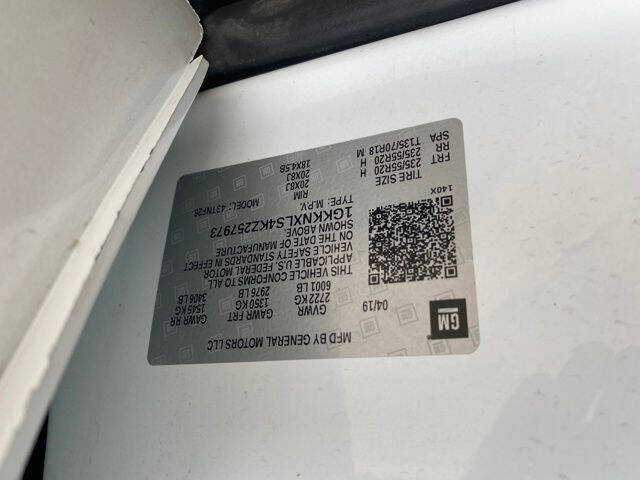 MFD BY GENERAL MOTORS LLC
GM
04/19
GVWR
2722 KG
6001 LB
GAWR FRT
1350 KG
2976 LB
GAWR RR
1545 KG
3406 LB
THIS VEHICLE CONFORMS TO ALL
APPLICABLE U.S. FEDERAL MOTOR
VEHICLE SAFETY STANDARDS IN EFFECT
ON THE DATE OF MANUFACTURE
SHOWN ABOVE.
1GKKNXLS4KZ257973
TYPE: M.P.V. MODEL: 43TNF26
140X
TIRE SIZE RIM
FRT 235/55R20 H 20X8J
RR 235/55R20 H 20X8J
SPA T135/70R18 M 18X4.5B